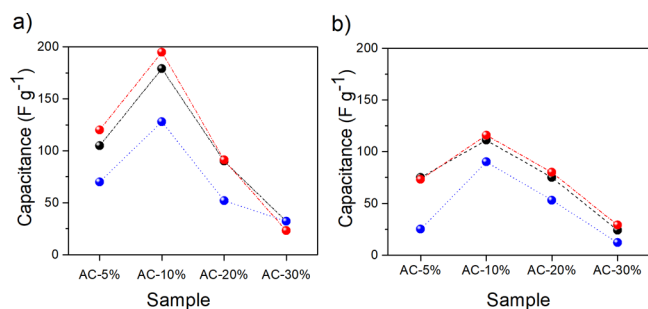 a)
Capacitance (F g⁻¹)
200
150
100
50
0
AC-5% AC-10% AC-20% AC-30%
Sample
b)
Capacitance (F g⁻¹)
200
150
100
50
0
AC-5% AC-10% AC-20% AC-30%
Sample